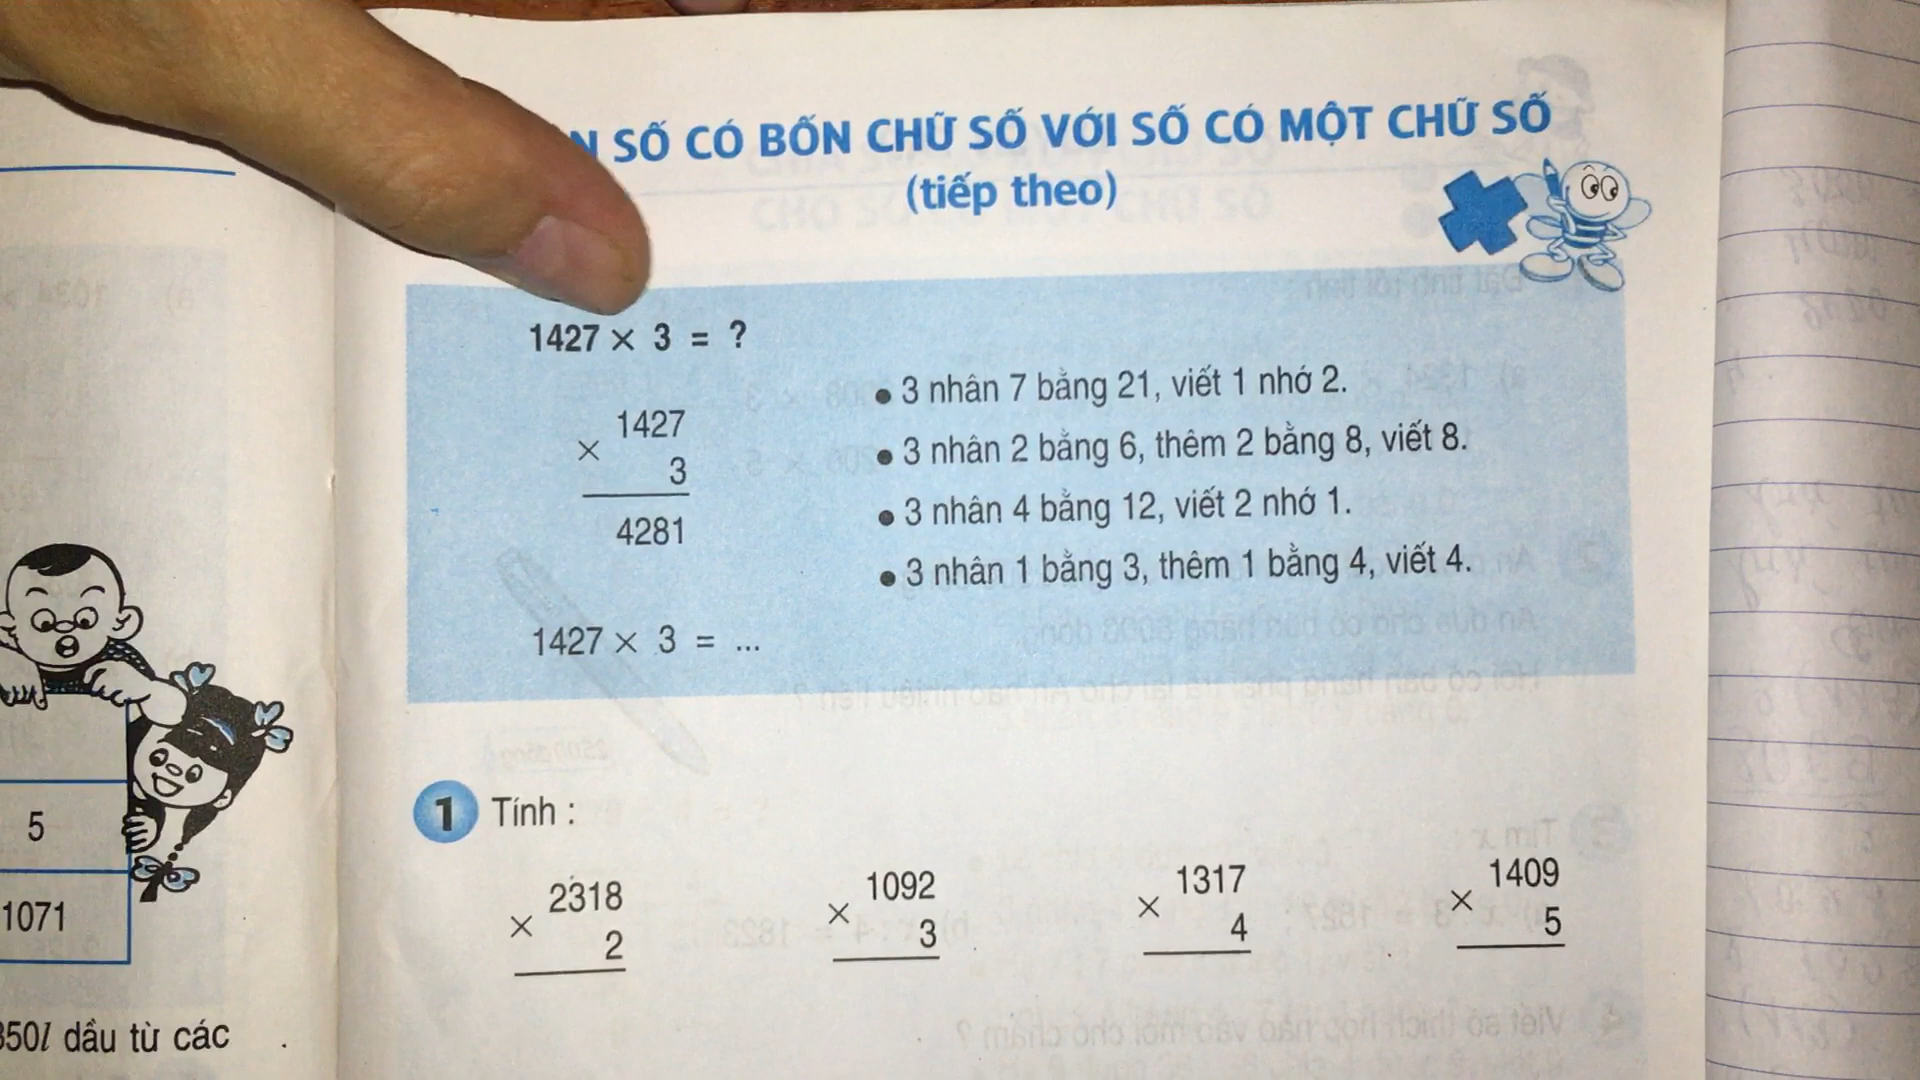 SỐ CÓ BỐN CHỮ SỐ VỚI SỐ CÓ MỘT CHỮ SỐ
(tiếp theo)
1427 × 3 = ?
1427
× 3
4281
• 3 nhân 7 bằng 21, viết 1 nhớ 2.
• 3 nhân 2 bằng 6, thêm 2 bằng 8, viết 8.
• 3 nhân 4 bằng 12, viết 2 nhớ 1.
• 3 nhân 1 bằng 3, thêm 1 bằng 4, viết 4.
1427 × 3 = ...
1 Tính :
2318
× 2
1092
× 3
1317
× 4
1409
× 5
5
1071
350l dầu từ các